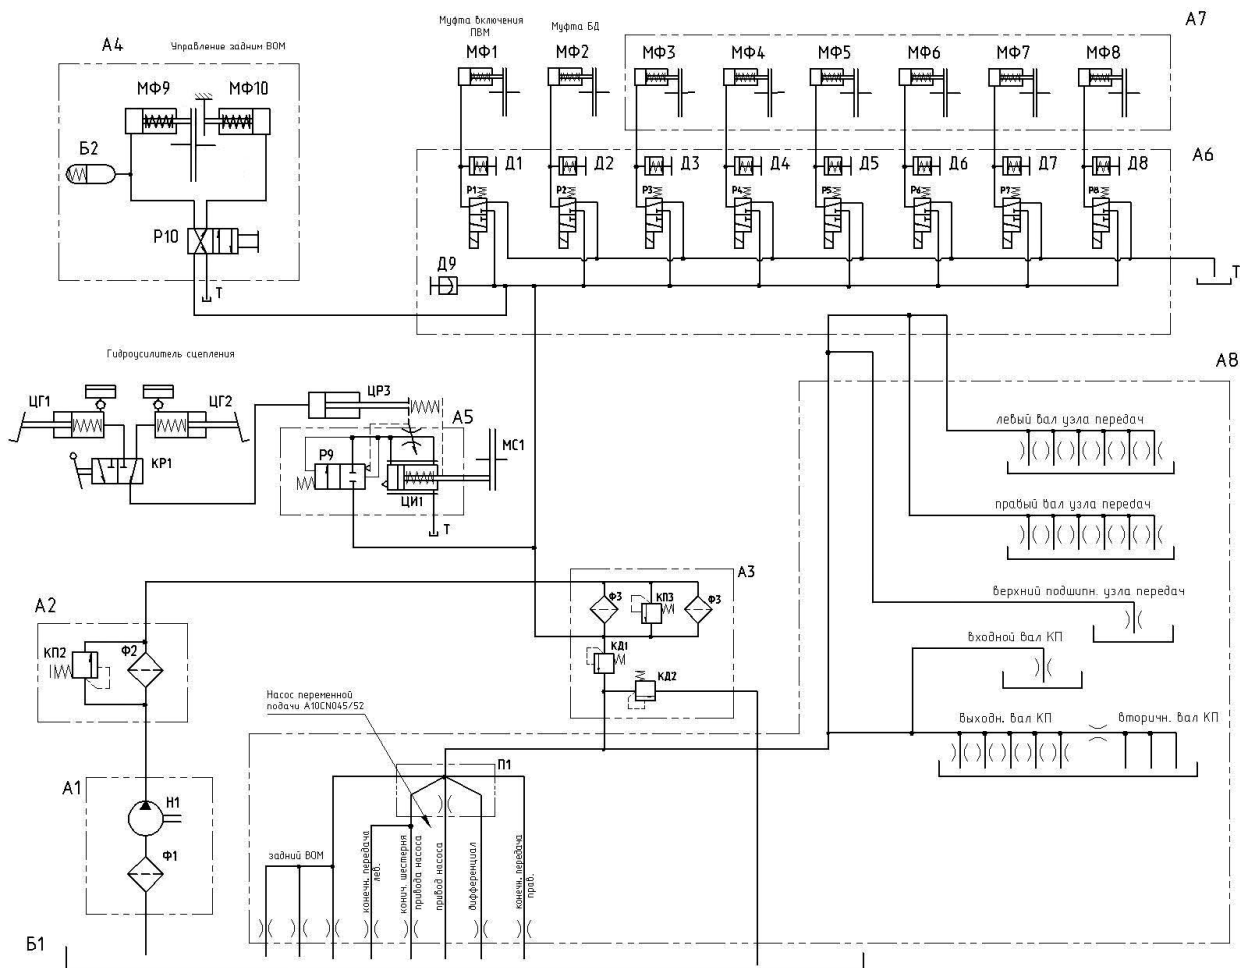 А4
Управление задним ВОМ
МФ9
МФ10
Б2
Р10
Т
Муфта включения
ПВМ
МФ1
Муфта БД
МФ2
А7
МФ3
МФ4
МФ5
МФ6
МФ7
МФ8
А6
Д1
Д2
Д3
Д4
Д5
Д6
Д7
Д8
Р1
Р2
Р3
Р4
Р5
Р6
Р7
Р8
Д9
Т
Гидроусилитель сцепления
ЦГ1
ЦГ2
КР1
ЦР3
А5
Р9
МС1
ЦИ1
Т
А8
левый вал узла передач
правый вал узла передач
верхний подшипн. узла передач
входной вал КП
выходн. вал КП
вторичн. вал КП
А3
Ф3
КП3
Ф3
КД1
КД2
А2
КП2
Ф2
Насос переменной
подачи А10CN045/52
П1
А1
Н1
Ф1
задний ВОМ
конечн. передача
лев.
конич. шестерня
привода насоса
привод насоса
дифференциал
конечн. передача
прав.
Б1